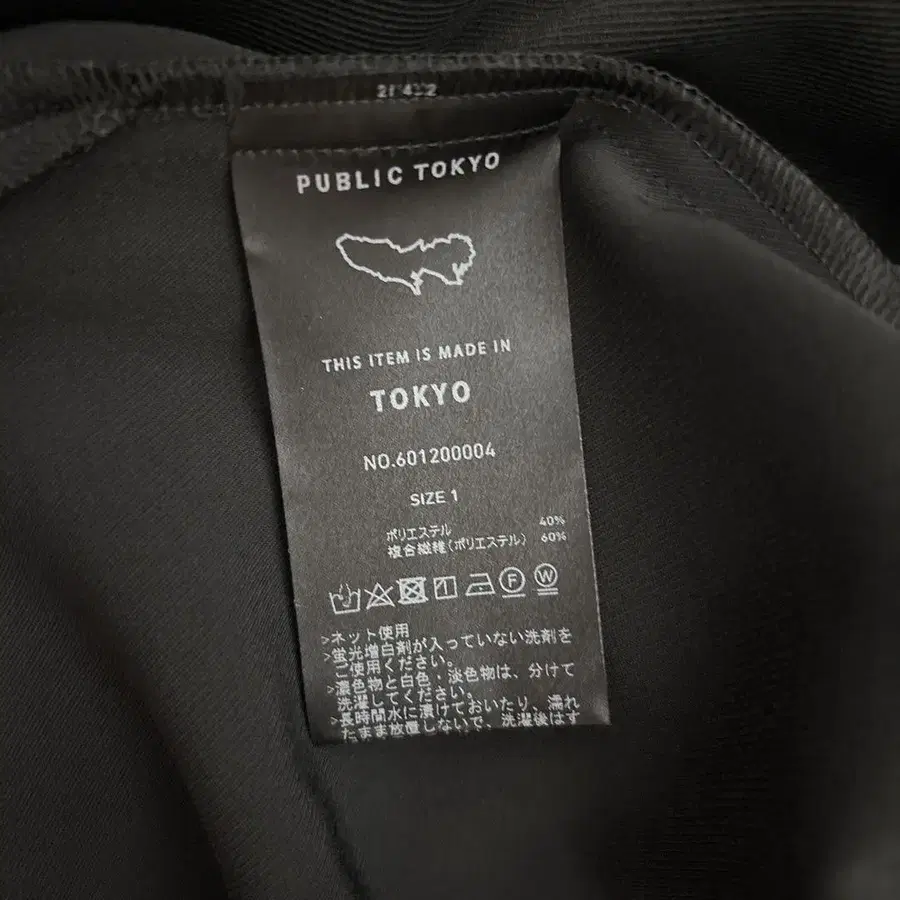 PUBLIC TOKYO
THIS ITEM IS MADE IN
TOKYO
NO.601200004
SIZE 1
ポリエステル 40%
複合繊維(ポリエステル) 60%
F W
>ネット使用
>蛍光増白剤が入っていない洗剤を
ご使用ください。
>濃色物と白色・淡色物は、分けて
洗濯してください。
>長時間水に漬けておいたり、濡れ
たまま放置しないで、洗濯後はす